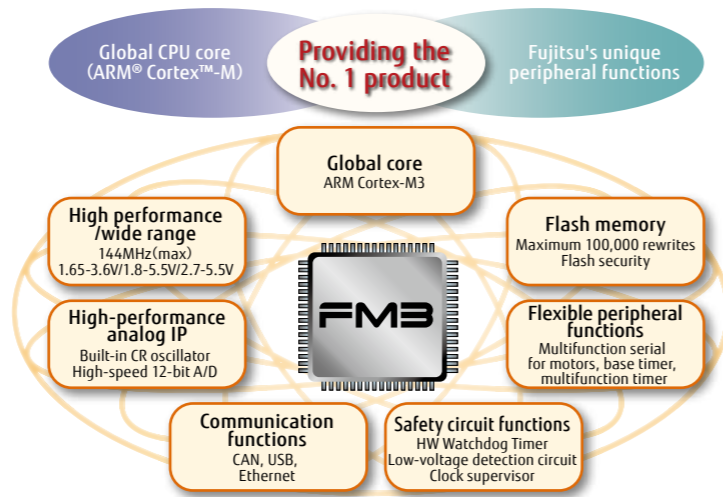 Global CPU core
(ARM® Cortex™-M)
Providing the
No. 1 product
Fujitsu's unique
peripheral functions
Global core
ARM Cortex-M3
High performance
/wide range
144MHz(max)
1.65-3.6V/1.8-5.5V/2.7-5.5V
Flash memory
Maximum 100,000 rewrites
Flash security
FM3
High-performance
analog IP
Built-in CR oscillator
High-speed 12-bit A/D
Flexible peripheral
functions
Multifunction serial
for motors, base timer,
multifunction timer
Communication
functions
CAN, USB,
Ethernet
Safety circuit functions
HW Watchdog Timer
Low-voltage detection circuit
Clock supervisor